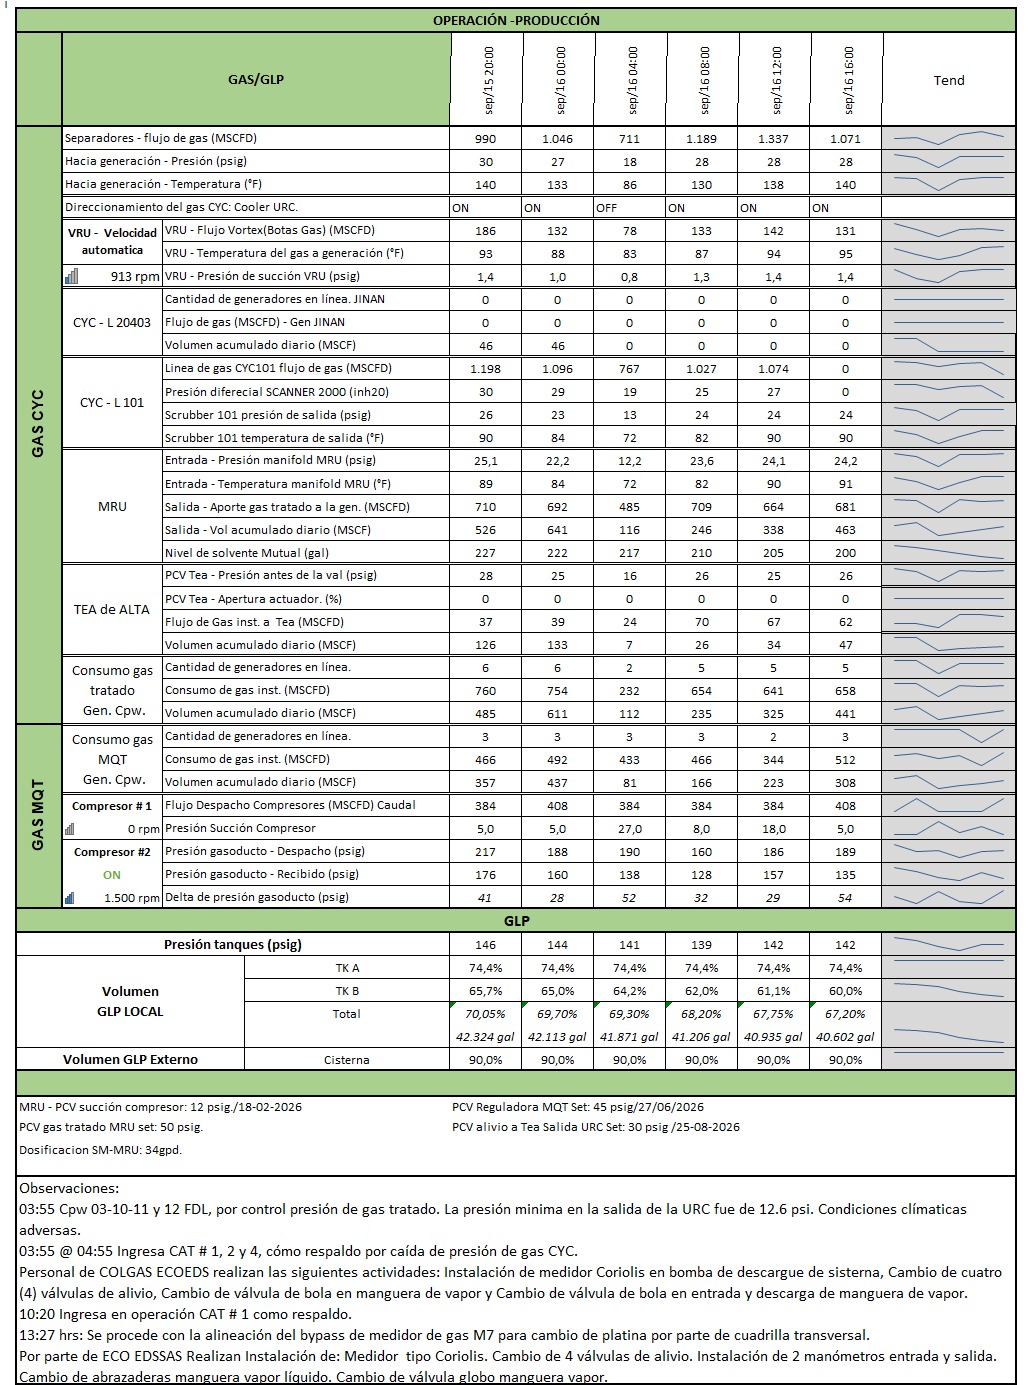 OPERACIÓN -PRODUCCIÓN
GAS/GLP sep/15 20:00 sep/16 00:00 sep/16 04:00 sep/16 08:00 sep/16 12:00 sep/16 16:00 Tend
GAS CYC
Separadores - flujo de gas (MSCFD) 990 1.046 711 1.189 1.337 1.071
Hacia generación - Presión (psig) 30 27 18 28 28 28
Hacia generación - Temperatura (°F) 140 133 86 130 138 140
Direccionamiento del gas CYC: Cooler URC. ON ON OFF ON ON ON
VRU - Velocidad automatica
913 rpm
VRU - Flujo Vortex(Botas Gas) (MSCFD) 186 132 78 133 142 131
VRU - Temperatura del gas a generación (°F) 93 88 83 87 94 95
VRU - Presión de succión VRU (psig) 1,4 1,0 0,8 1,3 1,4 1,4
CYC - L 20403
Cantidad de generadores en línea. JINAN 0 0 0 0 0 0
Flujo de gas (MSCFD) - Gen JINAN 0 0 0 0 0 0
Volumen acumulado diario (MSCF) 46 46 0 0 0 0
CYC - L 101
Linea de gas CYC101 flujo de gas (MSCFD) 1.198 1.096 767 1.027 1.074 0
Presión diferecial SCANNER 2000 (inh20) 30 29 19 25 27 0
Scrubber 101 presión de salida (psig) 26 23 13 24 24 24
Scrubber 101 temperatura de salida (°F) 90 84 72 82 90 90
MRU
Entrada - Presión manifold MRU (psig) 25,1 22,2 12,2 23,6 24,1 24,2
Entrada - Temperatura manifold MRU (°F) 89 84 72 82 90 91
Salida - Aporte gas tratado a la gen. (MSCFD) 710 692 485 709 664 681
Salida - Vol acumulado diario (MSCF) 526 641 116 246 338 463
Nivel de solvente Mutual (gal) 227 222 217 210 205 200
TEA de ALTA
PCV Tea - Presión antes de la val (psig) 28 25 16 26 25 26
PCV Tea - Apertura actuador. (%) 0 0 0 0 0 0
Flujo de Gas inst. a Tea (MSCFD) 37 39 24 70 67 62
Volumen acumulado diario (MSCF) 126 133 7 26 34 47
Consumo gas tratado Gen. Cpw.
Cantidad de generadores en línea. 6 6 2 5 5 5
Consumo de gas inst. (MSCFD) 760 754 232 654 641 658
Volumen acumulado diario (MSCF) 485 611 112 235 325 441
GAS MQT
Consumo gas MQT Gen. Cpw.
Cantidad de generadores en línea. 3 3 3 3 2 3
Consumo de gas inst. (MSCFD) 466 492 433 466 344 512
Volumen acumulado diario (MSCF) 357 437 81 166 223 308
Compresor # 1
0 rpm
Flujo Despacho Compresores (MSCFD) Caudal 384 408 384 384 384 408
Presión Succión Compresor 5,0 5,0 27,0 8,0 18,0 5,0
Compresor #2
ON
1.500 rpm
Presión gasoducto - Despacho (psig) 217 188 190 160 186 189
Presión gasoducto - Recibido (psig) 176 160 138 128 157 135
Delta de presión gasoducto (psig) 41 28 52 32 29 54
GLP
Presión tanques (psig) 146 144 141 139 142 142
Volumen
GLP LOCAL
TK A 74,4% 74,4% 74,4% 74,4% 74,4% 74,4%
TK B 65,7% 65,0% 64,2% 62,0% 61,1% 60,0%
Total 70,05% 69,70% 69,30% 68,20% 67,75% 67,20%
42.324 gal 42.113 gal 41.871 gal 41.206 gal 40.935 gal 40.602 gal
Volumen GLP Externo Cisterna 90,0% 90,0% 90,0% 90,0% 90,0% 90,0%
MRU - PCV succión compresor: 12 psig./18-02-2026 PCV Reguladora MQT Set: 45 psig/27/06/2026
PCV gas tratado MRU set: 50 psig. PCV alivio a Tea Salida URC Set: 30 psig /25-08-2026
Dosificacion SM-MRU: 34gpd.
Observaciones:
03:55 Cpw 03-10-11 y 12 FDL, por control presión de gas tratado. La presión minima en la salida de la URC fue de 12.6 psi. Condiciones clímaticas
adversas.
03:55 @ 04:55 Ingresa CAT # 1, 2 y 4, cómo respaldo por caída de presión de gas CYC.
Personal de COLGAS ECOEDS realizan las siguientes actividades: Instalación de medidor Coriolis en bomba de descargue de sisterna, Cambio de cuatro
(4) válvulas de alivio, Cambio de válvula de bola en manguera de vapor y Cambio de válvula de bola en entrada y descarga de manguera de vapor.
10:20 Ingresa en operación CAT # 1 como respaldo.
13:27 hrs: Se procede con la alineación del bypass de medidor de gas M7 para cambio de platina por parte de cuadrilla transversal.
Por parte de ECO EDSSAS Realizan Instalación de: Medidor tipo Coriolis. Cambio de 4 válvulas de alivio. Instalación de 2 manómetros entrada y salida.
Cambio de abrazaderas manguera vapor líquido. Cambio de válvula globo manguera vapor.